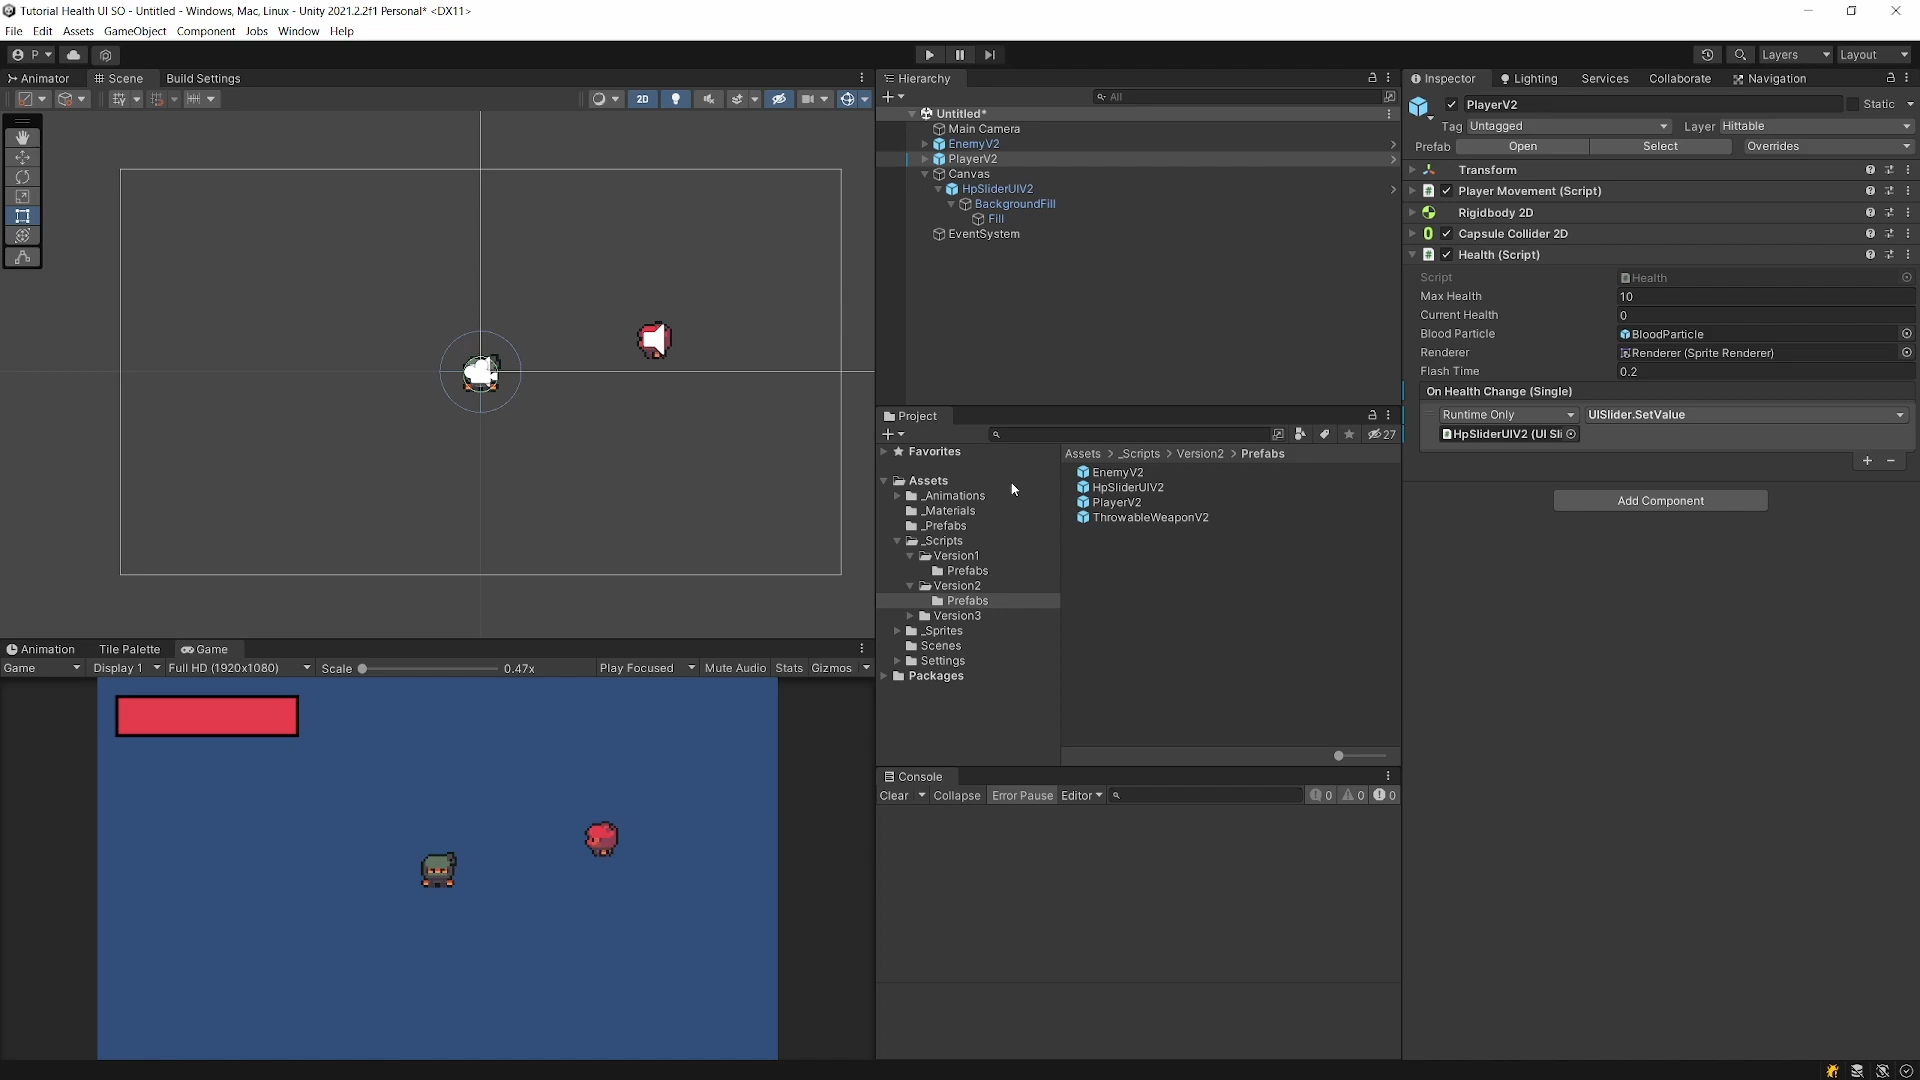 Tutorial Health UI SO - Untitled - Windows, Mac, Linux - Unity 2021.2.2f1 Personal* <DX11>
File Edit Assets GameObject Component Jobs Window Help
P Layers Layout
Animator Scene Build Settings
2D
Hierarchy
All
Untitled*
Main Camera
EnemyV2
PlayerV2
Canvas
HpSliderUIV2
BackgroundFill
Fill
EventSystem
Inspector Lighting Services Collaborate Navigation
PlayerV2 Static
Tag Untagged Layer Hittable
Prefab Open Select Overrides
Transform
Player Movement (Script)
Rigidbody 2D
Capsule Collider 2D
Health (Script)
Script Health
Max Health 10
Current Health 0
Blood Particle BloodParticle
Renderer Renderer (Sprite Renderer)
Flash Time 0.2
On Health Change (Single)
Runtime Only UISlider.SetValue
HpSliderUIV2 (UI Sli
Add Component
Project
27
Favorites
Assets
_Animations
_Materials
_Prefabs
_Scripts
Version1
Prefabs
Version2
Prefabs
Version3
_Sprites
Scenes
Settings
Packages
Assets > _Scripts > Version2 > Prefabs
EnemyV2
HpSliderUIV2
PlayerV2
ThrowableWeaponV2
Animation Tile Palette Game
Game Display 1 Full HD (1920x1080) Scale 0.47x Play Focused Mute Audio Stats Gizmos
Console
Clear Collapse Error Pause Editor 0 0 0